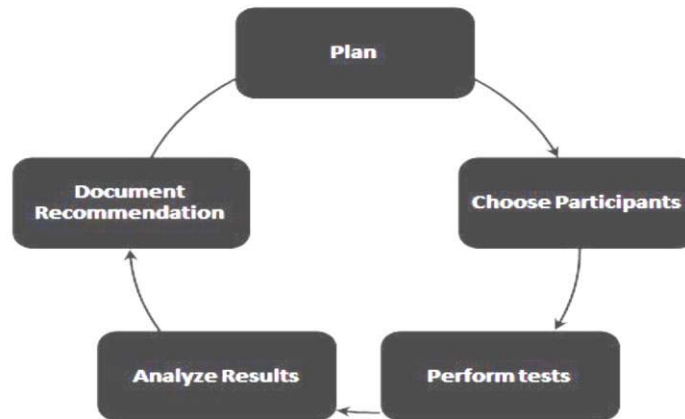 Plan
Choose Participants
Perform tests
Analyze Results
Document
Recommendation